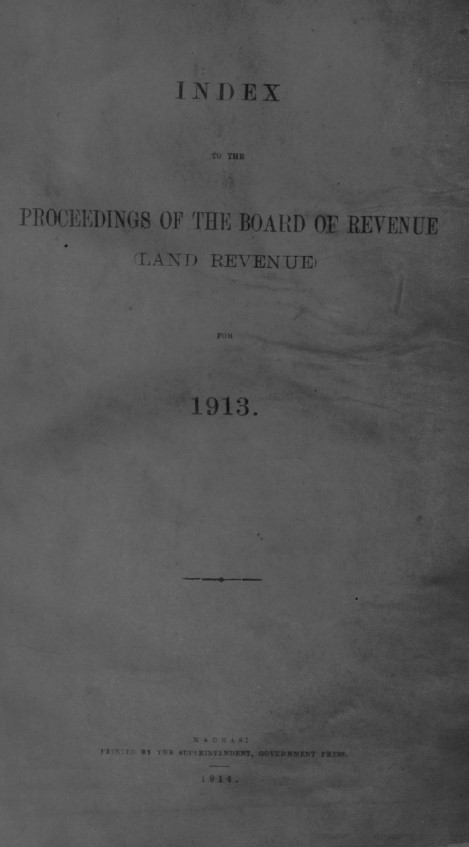 INDEX
TO THE
PROCEEDINGS OF THE BOARD OF REVENUE
(LAND REVENUE)
FOR
1913.
MADRAS:
PRINTED BY THE SUPERINTENDENT, GOVERNMENT PRESS.
1914.